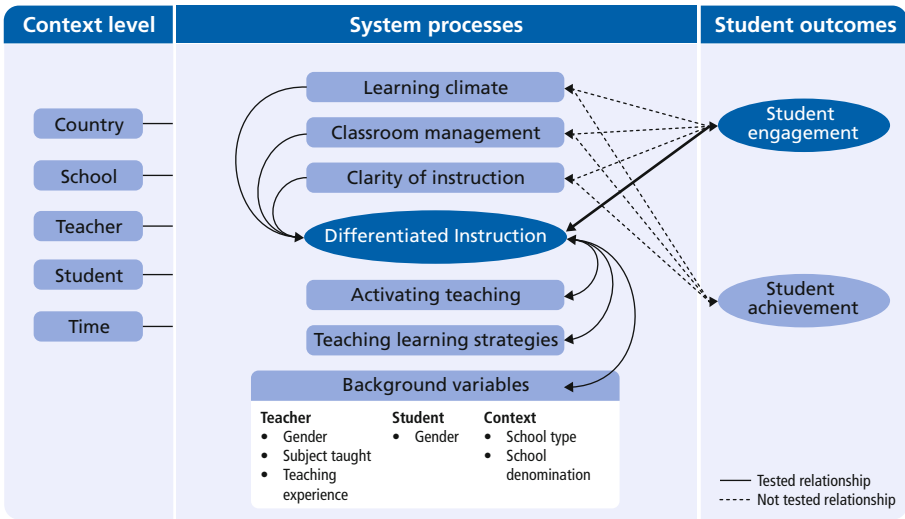 Context level
System processes
Student outcomes
Country
School
Teacher
Student
Time
Learning climate
Classroom management
Clarity of instruction
Differentiated Instruction
Activating teaching
Teaching learning strategies
Background variables
Teacher
• Gender
• Subject taught
• Teaching
experience
Student
• Gender
Context
• School type
• School
denomination
Student
engagement
Student
achievement
Tested relationship
Not tested relationship